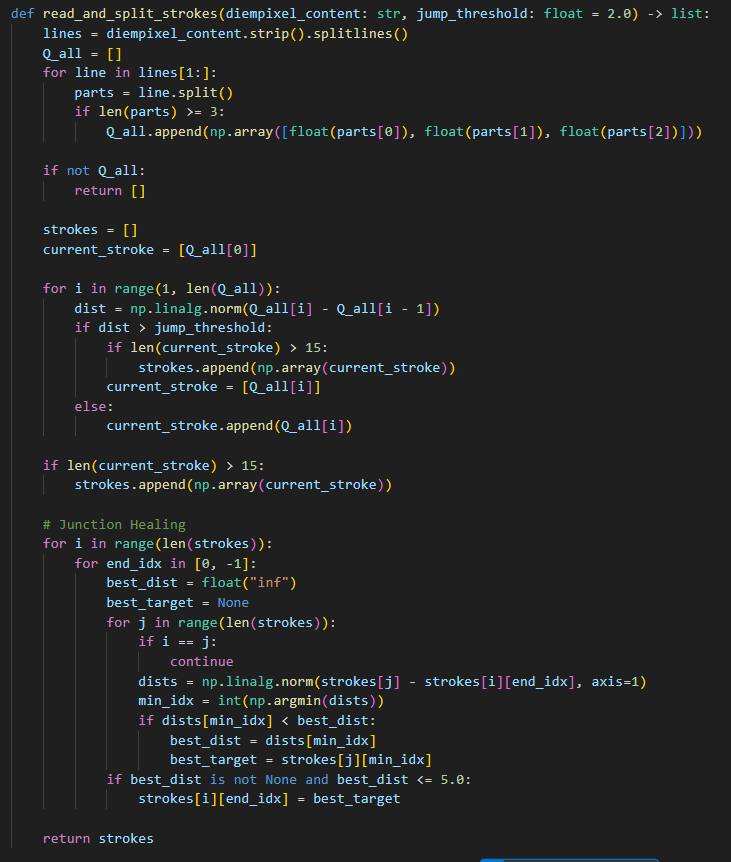 def read_and_split_strokes(diempixel_content: str, jump_threshold: float = 2.0) -> list:
    lines = diempixel_content.strip().splitlines()
    Q_all = []
    for line in lines[1:]:
        parts = line.split()
        if len(parts) >= 3:
            Q_all.append(np.array([float(parts[0]), float(parts[1]), float(parts[2])]))

    if not Q_all:
        return []

    strokes = []
    current_stroke = [Q_all[0]]

    for i in range(1, len(Q_all)):
        dist = np.linalg.norm(Q_all[i] - Q_all[i - 1])
        if dist > jump_threshold:
            if len(current_stroke) > 15:
                strokes.append(np.array(current_stroke))
            current_stroke = [Q_all[i]]
        else:
            current_stroke.append(Q_all[i])

    if len(current_stroke) > 15:
        strokes.append(np.array(current_stroke))

    # Junction Healing
    for i in range(len(strokes)):
        for end_idx in [0, -1]:
            best_dist = float("inf")
            best_target = None
            for j in range(len(strokes)):
                if i == j:
                    continue
                dists = np.linalg.norm(strokes[j] - strokes[i][end_idx], axis=1)
                min_idx = int(np.argmin(dists))
                if dists[min_idx] < best_dist:
                    best_dist = dists[min_idx]
                    best_target = strokes[j][min_idx]
            if best_dist is not None and best_dist <= 5.0:
                strokes[i][end_idx] = best_target

    return strokes